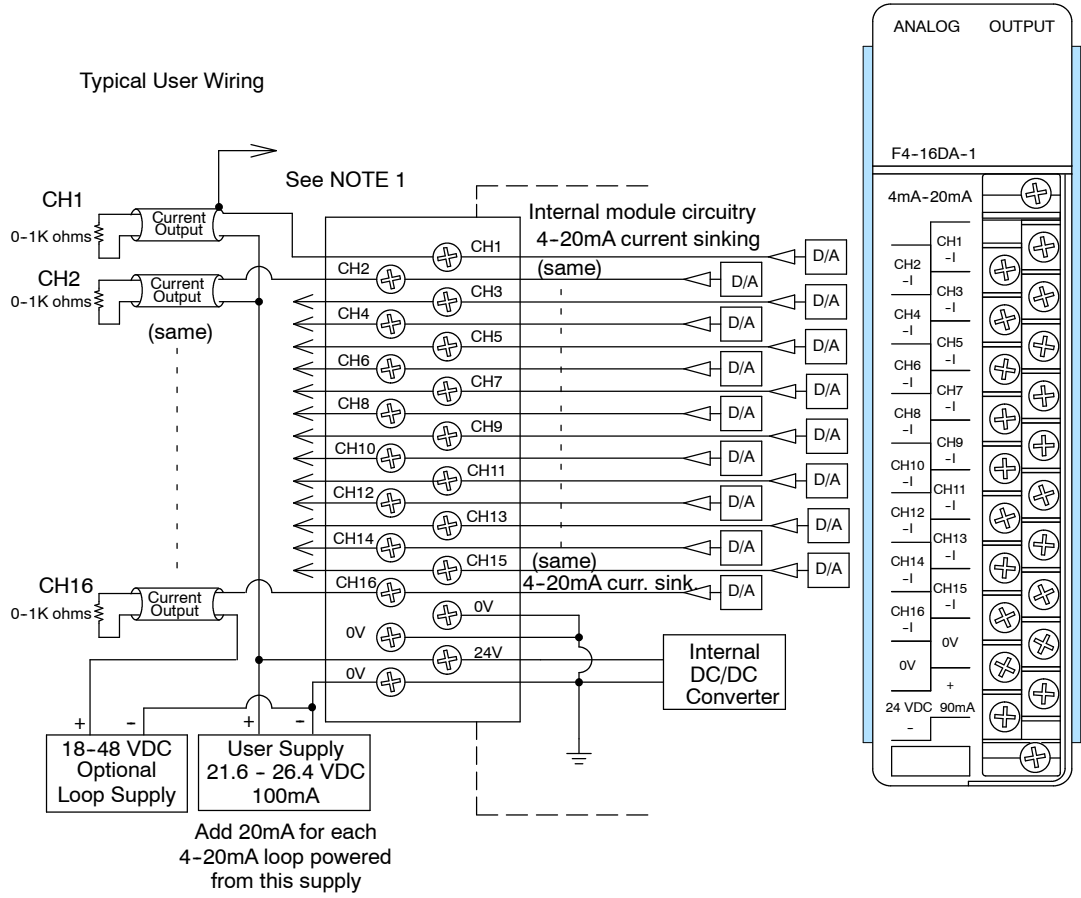 Typical User Wiring
See NOTE 1
CH1
0-1K ohms
Current
Output
CH2
0-1K ohms
Current
Output
(same)
CH16
0-1K ohms
Current
Output
Internal module circuitry
4-20mA current sinking
(same)
CH1
D/A
CH2
D/A
CH3
D/A
CH4
D/A
CH5
D/A
CH6
D/A
CH7
D/A
CH8
D/A
CH9
D/A
CH10
D/A
CH11
D/A
CH12
D/A
CH13
D/A
CH14
D/A
(same)
CH15
D/A
4-20mA curr. sink.
CH16
D/A
0V
0V
24V
0V
Internal
DC/DC
Converter
+ - + -
18-48 VDC
Optional
Loop Supply
User Supply
21.6 - 26.4 VDC
100mA
Add 20mA for each
4-20mA loop powered
from this supply
ANALOG OUTPUT
F4-16DA-1
4mA-20mA
CH1
-I
CH2
-I
CH3
-I
CH4
-I
CH5
-I
CH6
-I
CH7
-I
CH8
-I
CH9
-I
CH10
-I
CH11
-I
CH12
-I
CH13
-I
CH14
-I
CH15
-I
CH16
-I
0V
0V
+
24 VDC 90mA
-